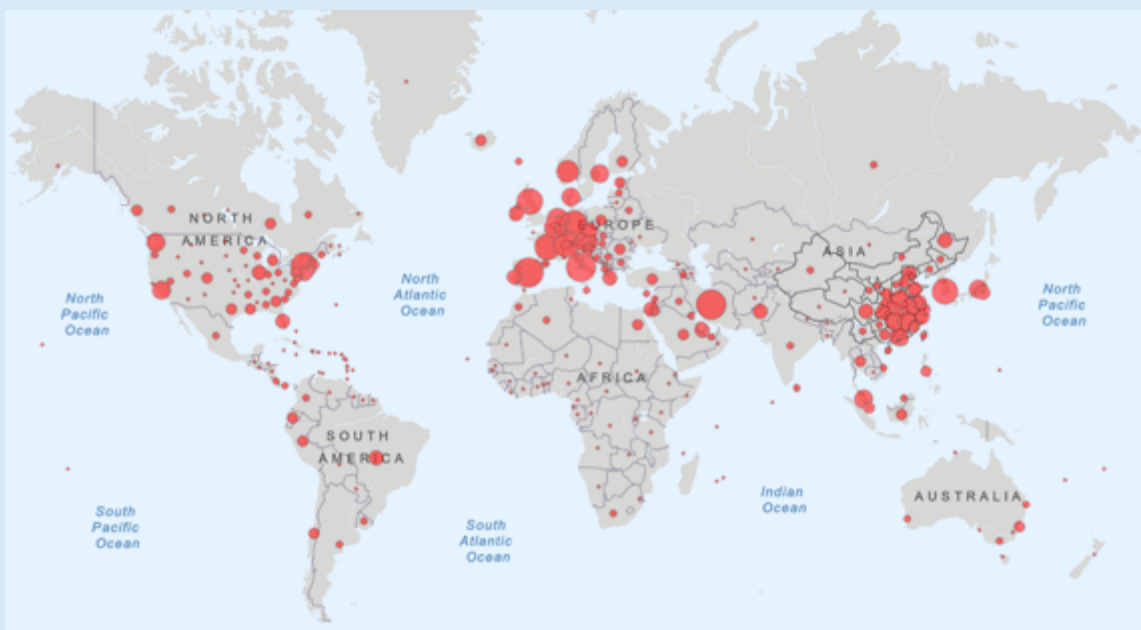 NORTH
AMERICA
North
Pacific
Ocean
North
Atlantic
Ocean
EUROPE
ASIA
North
Pacific
Ocean
AFRICA
SOUTH
AMERICA
South
Pacific
Ocean
South
Atlantic
Ocean
Indian
Ocean
AUSTRALIA